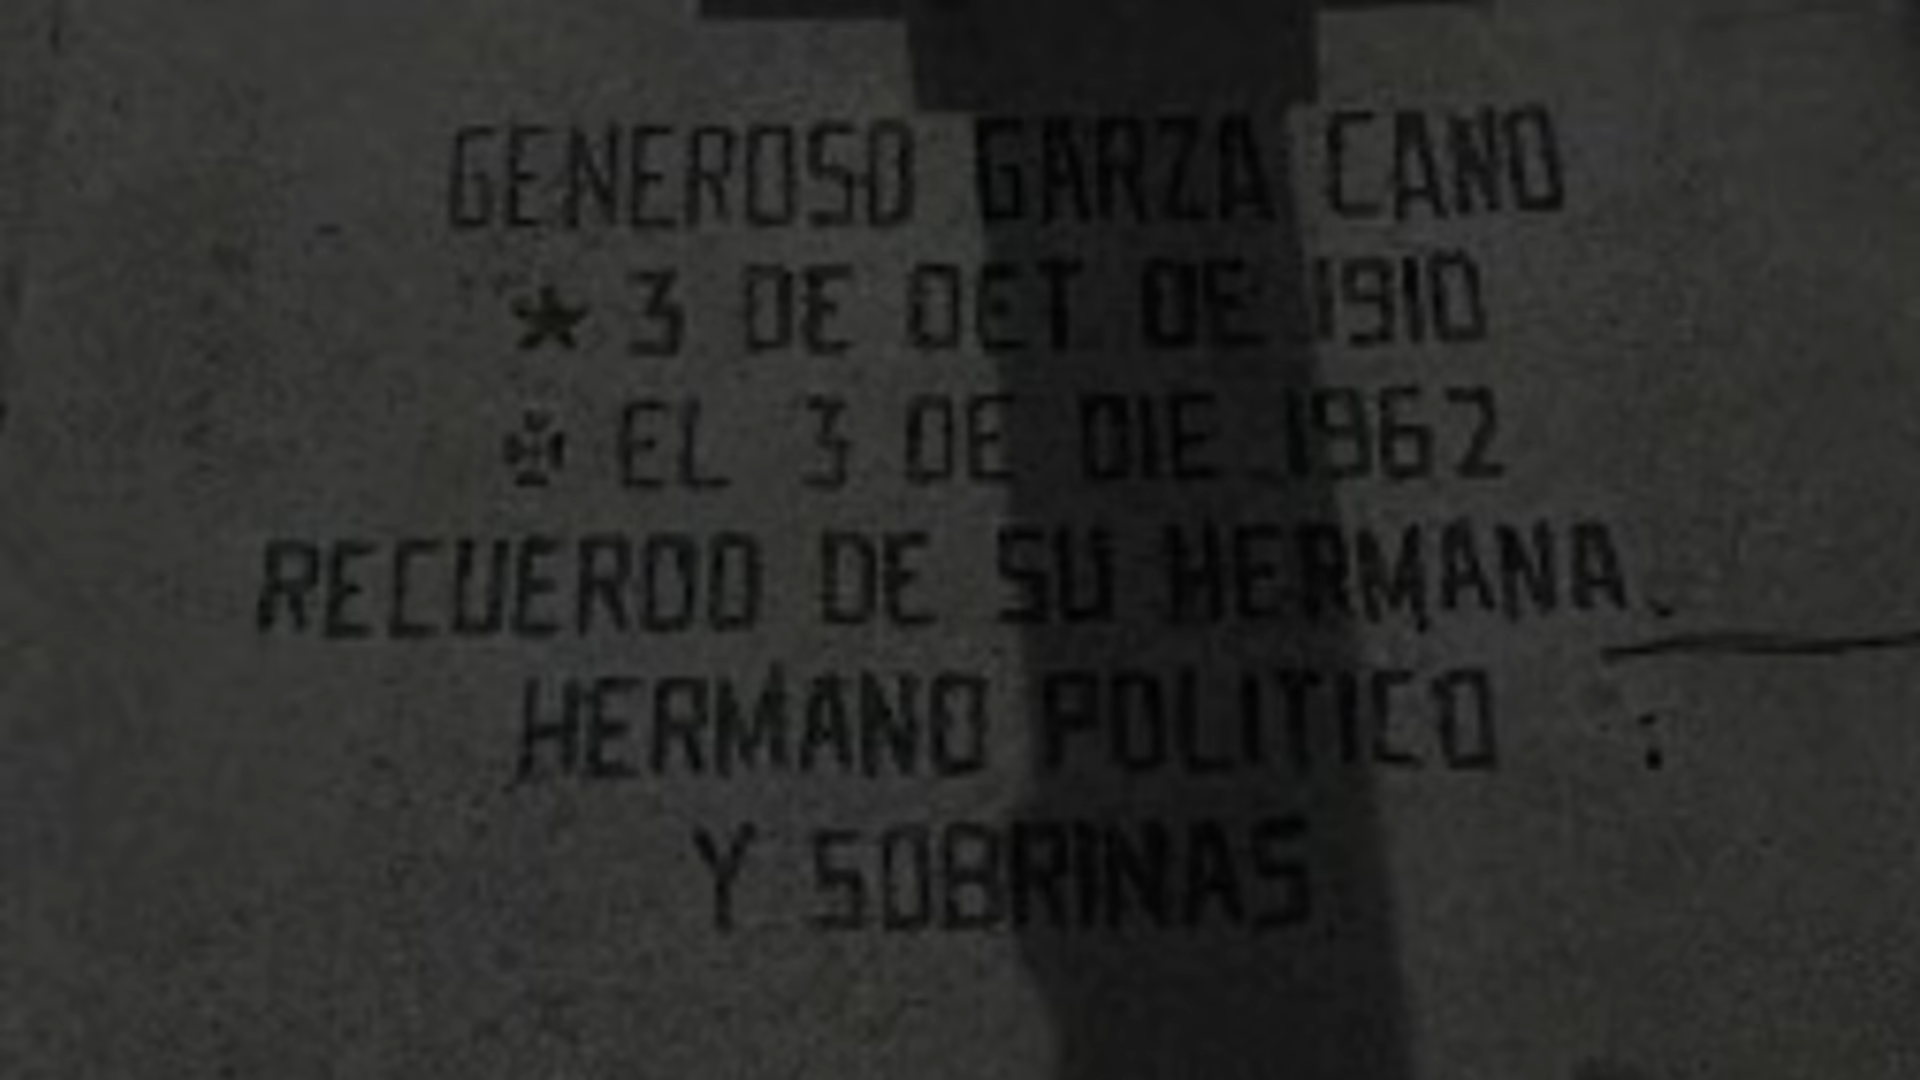 GENEROSO GARZA CANO
★ 3 DE OCT DE 1910
✠ EL 3 DE DIE 1962
RECUERDO DE SU HERMANA.
HERMANO POLITICO
Y SOBRINAS